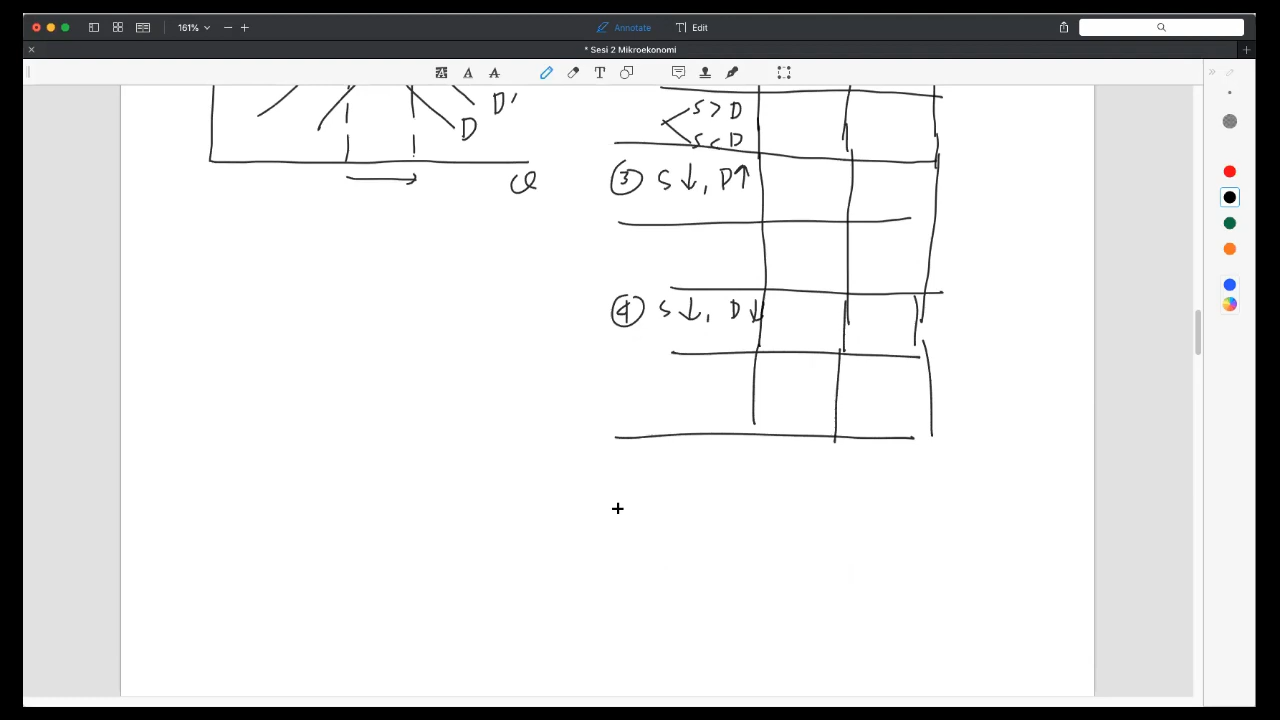 161%
Annotate
Edit
* Sesi 2 Mikroekonomi
D'
D
Q
S > D
S < D
③ S ↓, D↑
④ S ↓, D ↓